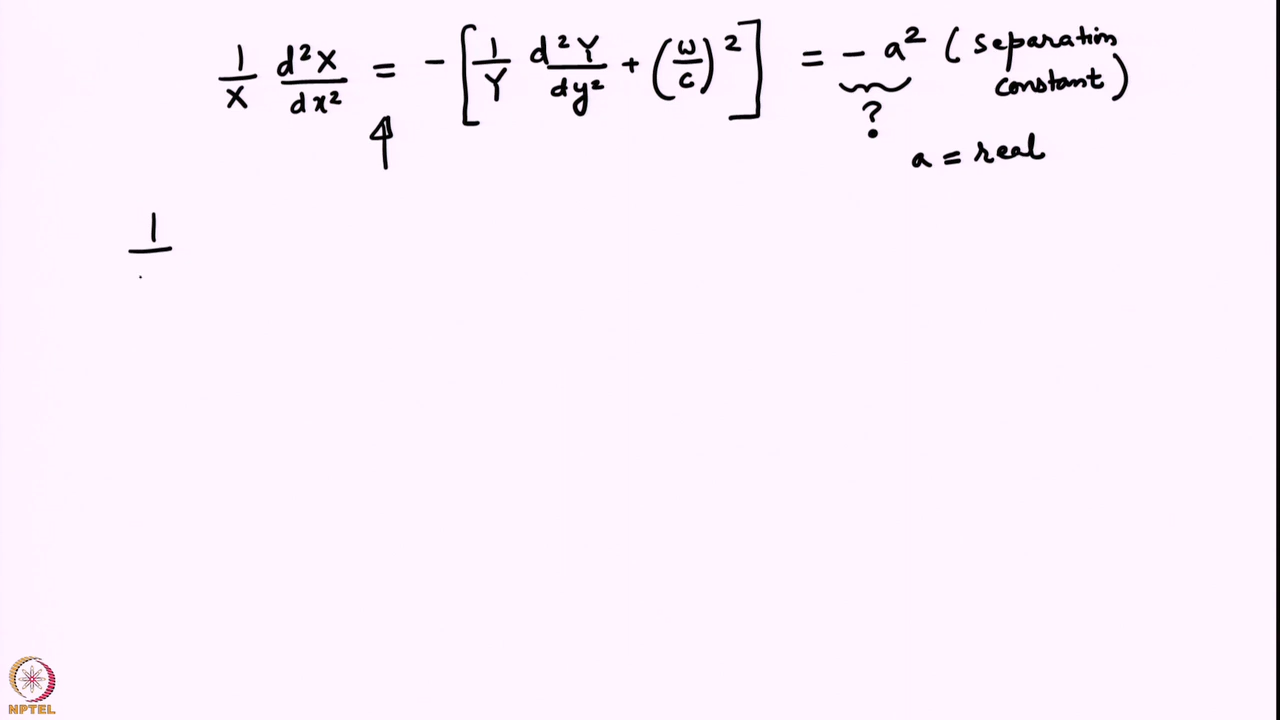 1/X d²X/dx² = - [ 1/Y d²Y/dy² + (ω/c)² ] = - a² (separation constant)
?
a = real
1
NPTEL